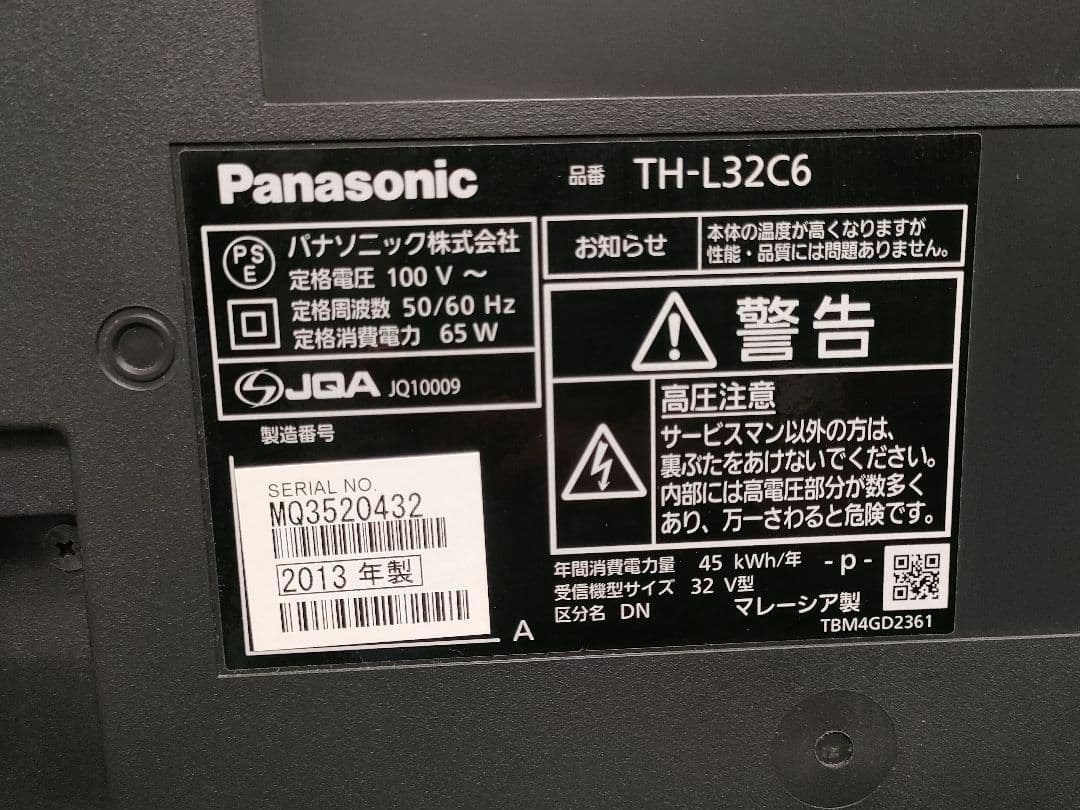 Panasonic
品番 TH-L32C6
PS
E
パナソニック株式会社
定格電圧 100 V ～
定格周波数 50/60 Hz
定格消費電力 65 W
JQA JQ10009
製造番号
SERIAL NO.
MQ3520432
2013 年製
A
お知らせ
本体の温度が高くなりますが
性能・品質には問題ありません。
警告
高圧注意
サービスマン以外の方は、
裏ぶたをあけないでください。
内部には高電圧部分が数多く
あり、万一さわると危険です。
年間消費電力量 45 kWh/年 - p -
受信機型サイズ 32 V型
区分名 DN
マレーシア製
TBM4GD2361